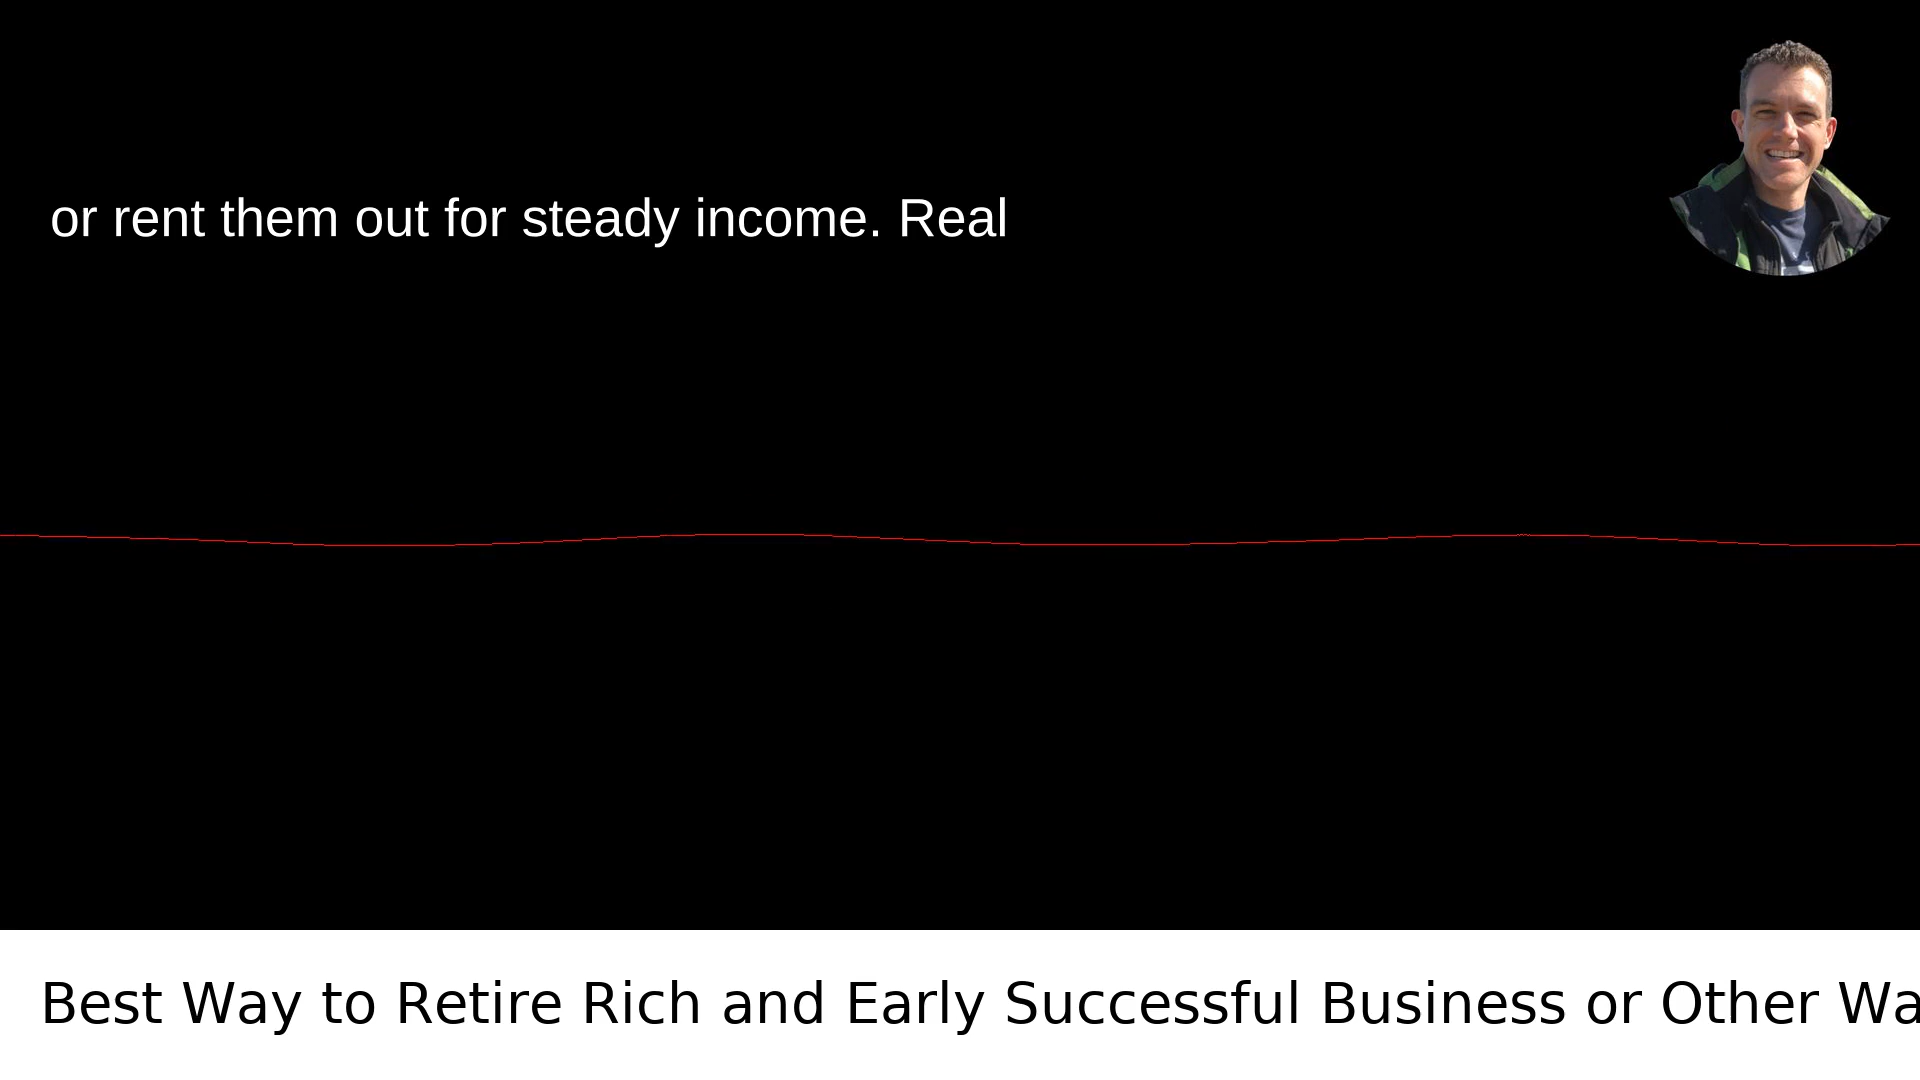 or rent them out for steady income. Real
Best Way to Retire Rich and Early Successful Business or Other Wa